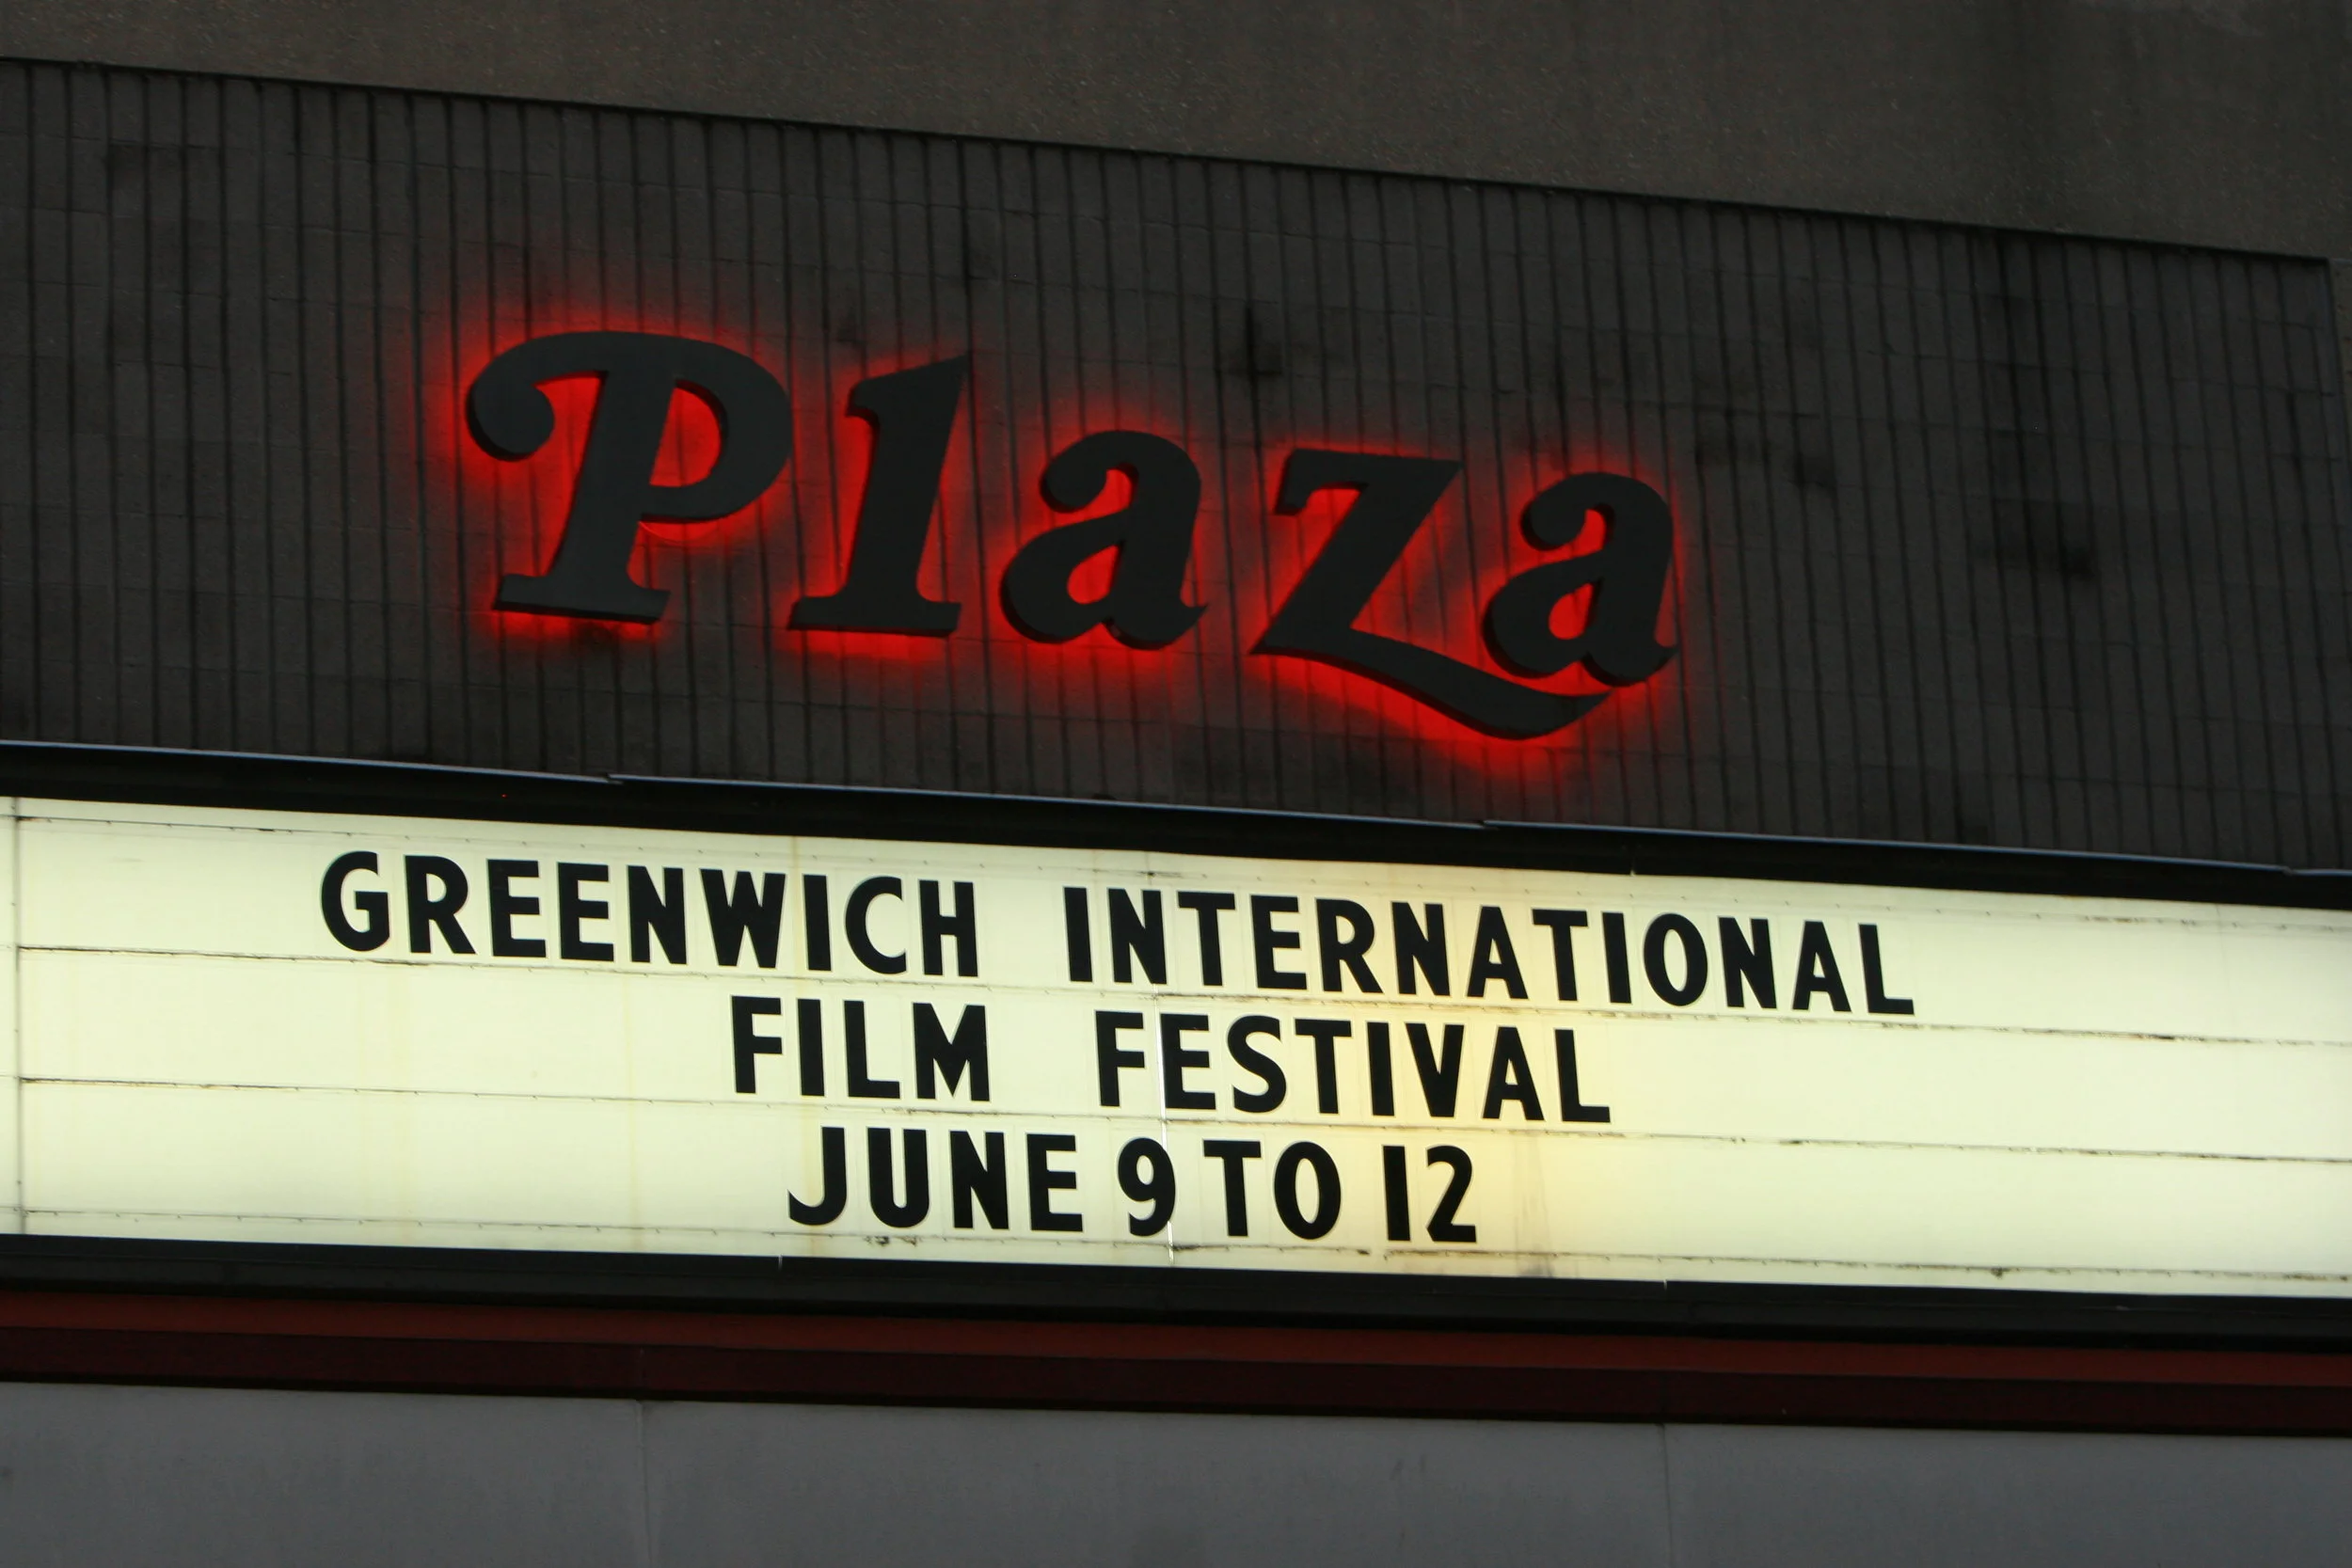 Plaza
GREENWICH INTERNATIONAL
FILM FESTIVAL
JUNE 9 TO 12